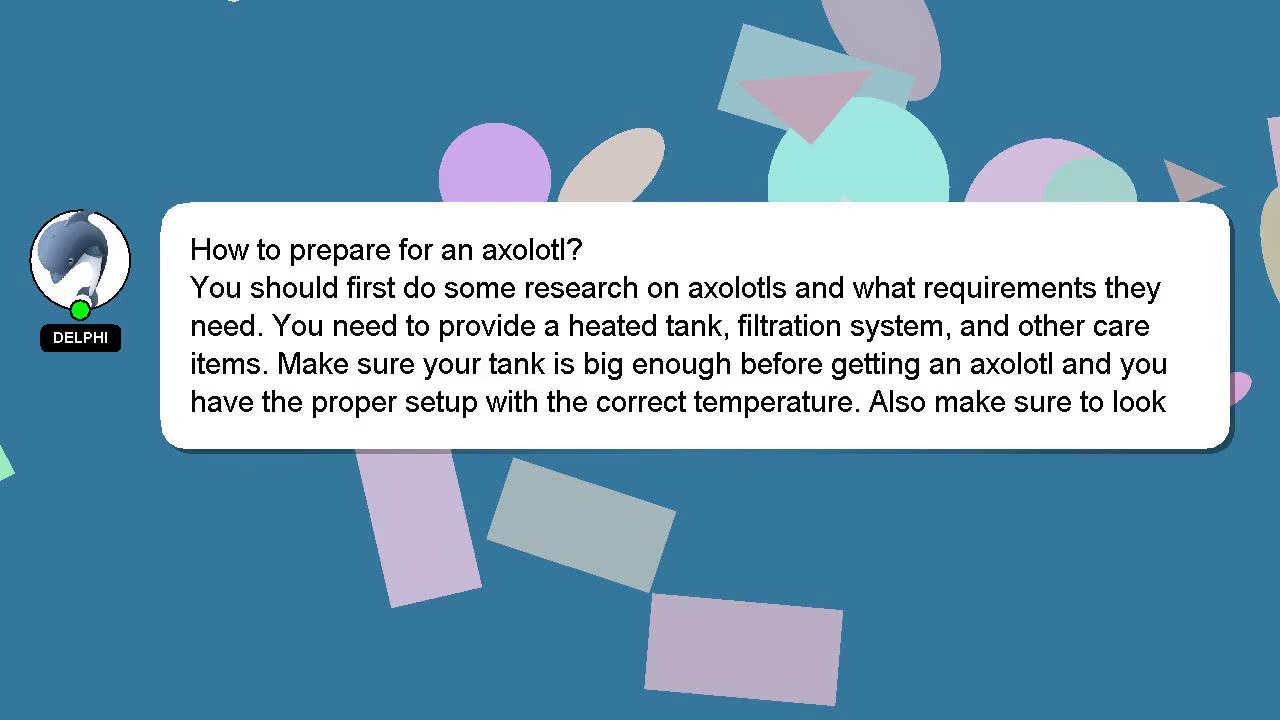 How to prepare for an axolotl?
You should first do some research on axolotls and what requirements they
need. You need to provide a heated tank, filtration system, and other care
items. Make sure your tank is big enough before getting an axolotl and you
have the proper setup with the correct temperature. Also make sure to look
DELPHI